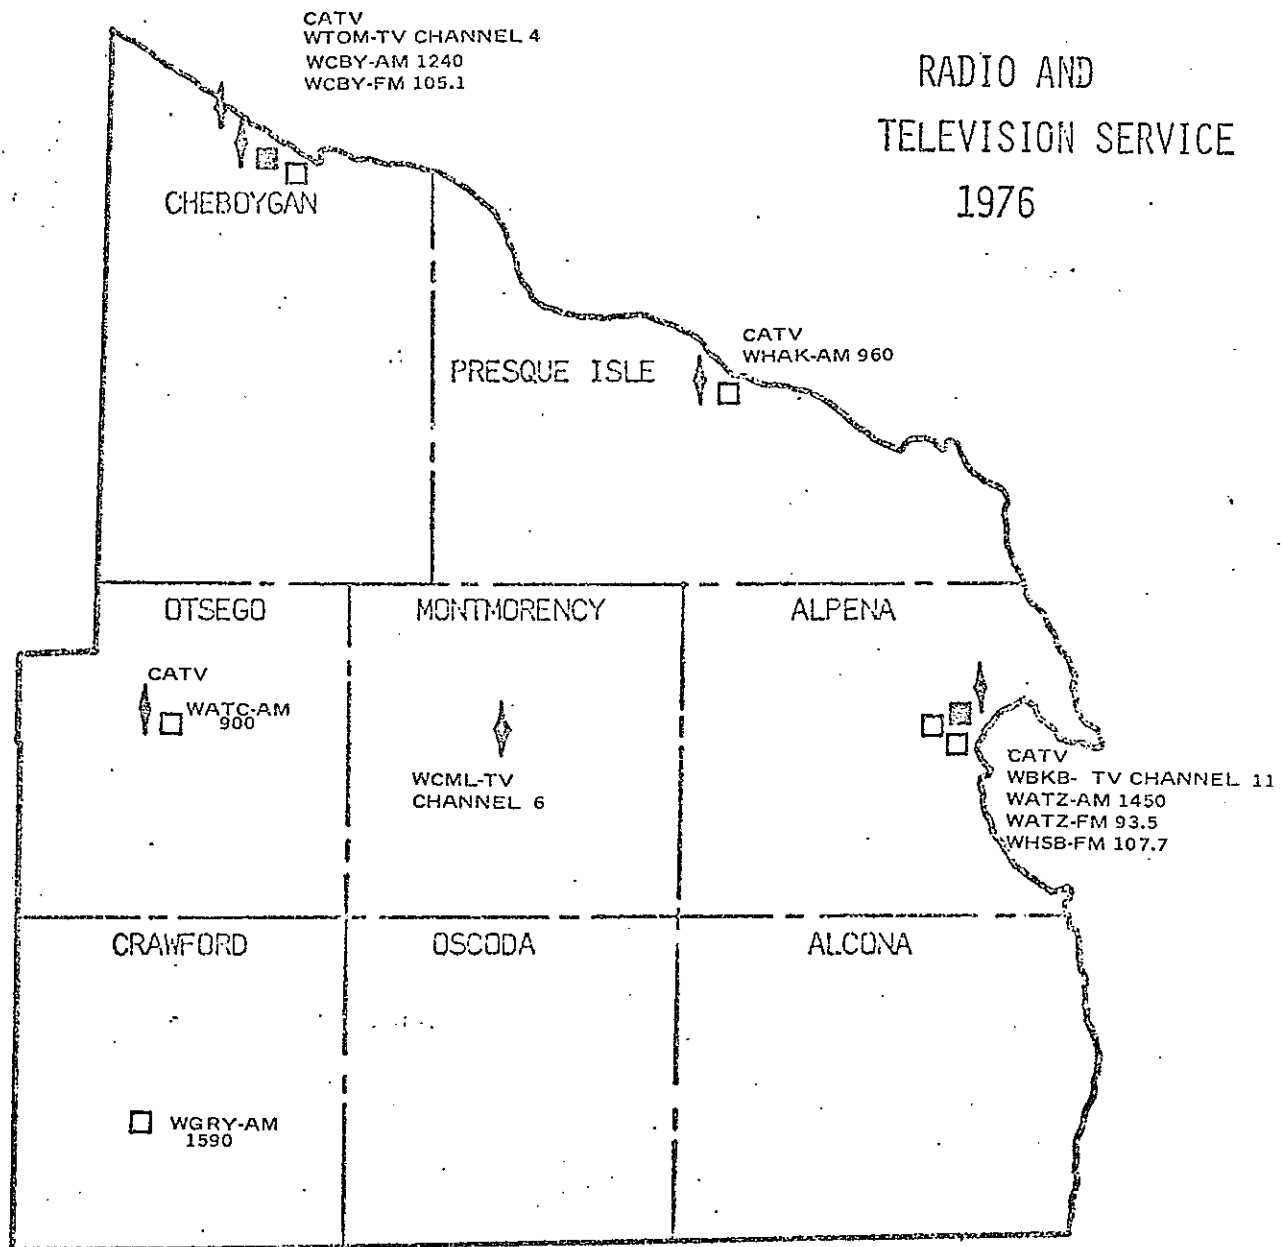 CATV
WTOM-TV CHANNEL 4
WCBY-AM 1240
WCBY-FM 105.1
RADIO AND
TELEVISION SERVICE
1976
CHEBOYGAN
CATV
WHAK-AM 960
PRESQUE ISLE
OTSEGO
MONTMORENCY
ALPENA
CATV
WATC-AM
900
WCML-TV
CHANNEL 6
CATV
WBKB- TV CHANNEL 11
WATZ-AM 1450
WATZ-FM 93.5
WHSB-FM 107.7
CRAWFORD
OSCODA
ALCONA
WGRY-AM
1590